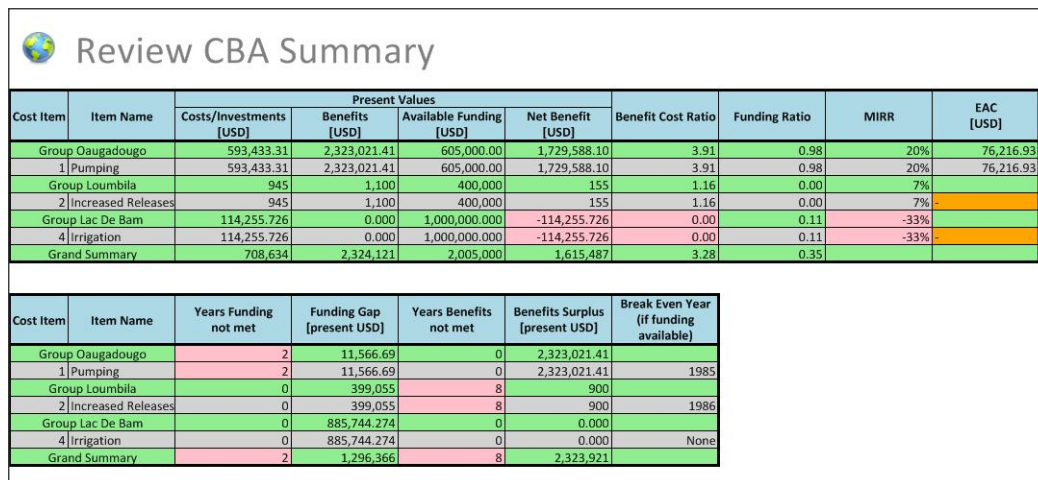 Review CBA Summary
Cost Item Item Name Present Values Benefit Cost Ratio Funding Ratio MIRR EAC [USD]
Costs/Investments [USD] Benefits [USD] Available Funding [USD] Net Benefit [USD]
Group Oaugadougo 593,433.31 2,323,021.41 605,000.00 1,729,588.10 3.91 0.98 20% 76,216.93
1 Pumping 593,433.31 2,323,021.41 605,000.00 1,729,588.10 3.91 0.98 20% 76,216.93
Group Loumbila 945 1,100 400,000 155 1.16 0.00 7%
2 Increased Releases 945 1,100 400,000 155 1.16 0.00 7% -
Group Lac De Bam 114,255.726 0.000 1,000,000.000 -114,255.726 0.00 0.11 -33%
4 Irrigation 114,255.726 0.000 1,000,000.000 -114,255.726 0.00 0.11 -33% -
Grand Summary 708,634 2,324,121 2,005,000 1,615,487 3.28 0.35
Cost Item Item Name Years Funding not met Funding Gap [present USD] Years Benefits not met Benefits Surplus [present USD] Break Even Year (if funding available)
Group Oaugadougo 2 11,566.69 0 2,323,021.41
1 Pumping 2 11,566.69 0 2,323,021.41 1985
Group Loumbila 0 399,055 8 900
2 Increased Releases 0 399,055 8 900 1986
Group Lac De Bam 0 885,744.274 0 0.000
4 Irrigation 0 885,744.274 0 0.000 None
Grand Summary 2 1,296,366 8 2,323,921